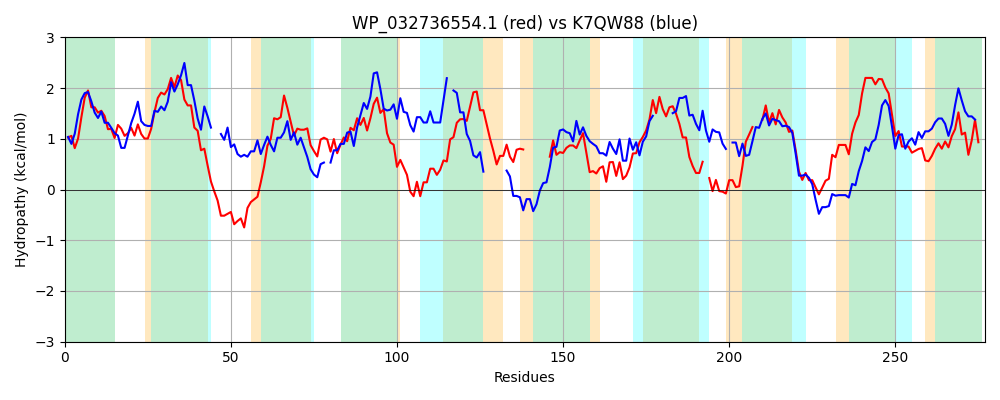 WP_032736554.1 (red) vs K7QW88 (blue)
Hydropathy (kcal/mol)
3
2
1
0
−1
−2
−3
0 50 100 150 200 250
Residues